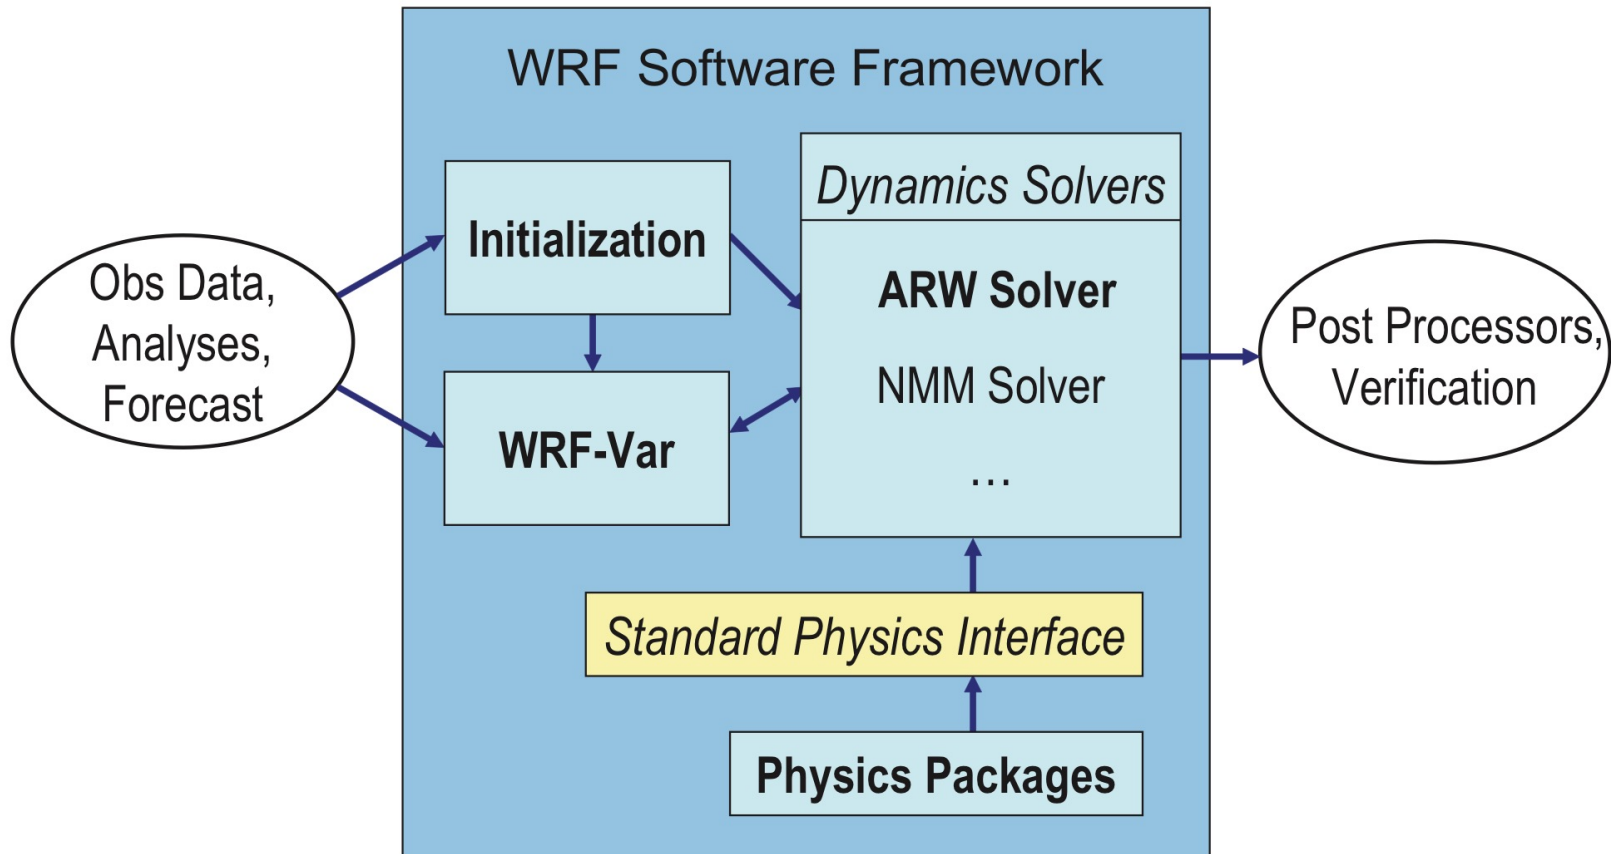 WRF Software Framework
Obs Data,
Analyses,
Forecast
Initialization
WRF-Var
Dynamics Solvers
ARW Solver
NMM Solver
...
Standard Physics Interface
Physics Packages
Post Processors,
Verification